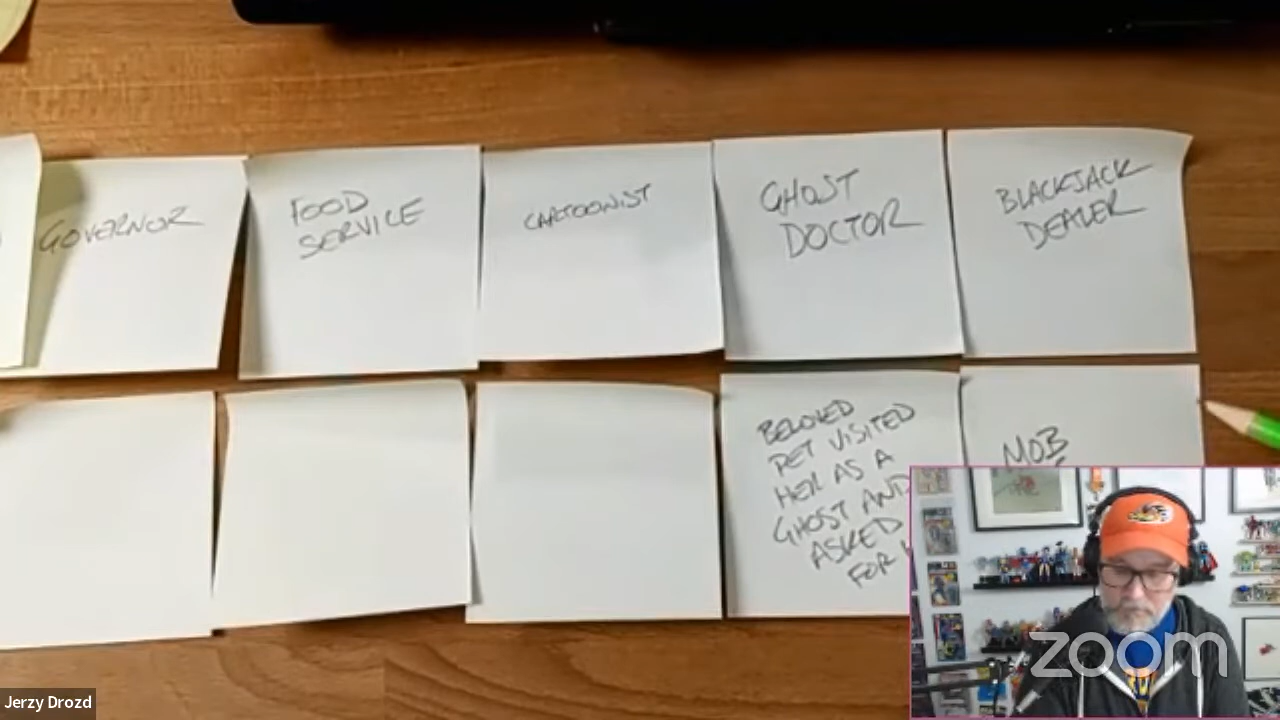 GOVERNOR
FOOD
SERVICE
CARTOONIST
GHOST
DOCTOR
BLACKJACK
DEALER
BELOVED
PET VISITED
HER AS A
GHOST AND
ASKED
FOR
MOB
zoom
Jerzy Drozd